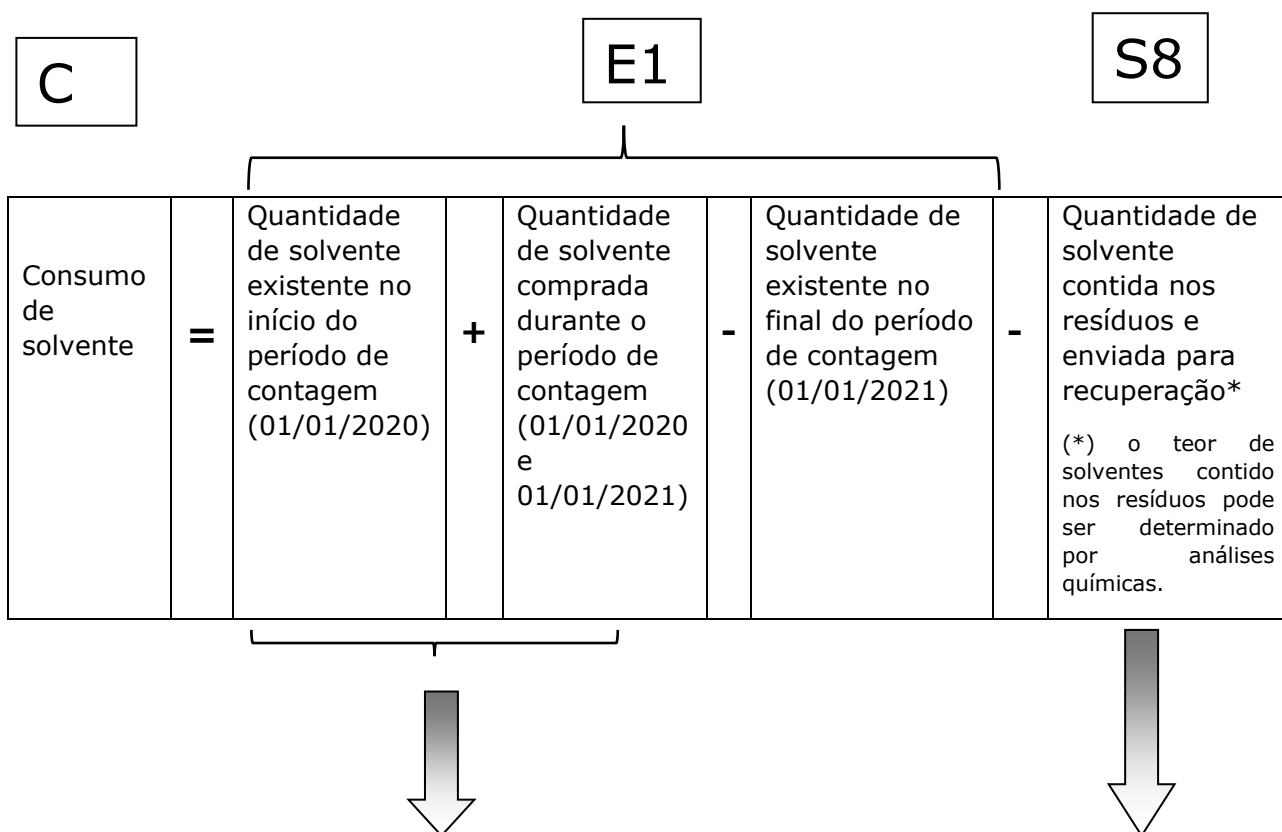 C
E1
S8
Consumo
de
solvente
=
Quantidade
de solvente
existente no
início do
período de
contagem
(01/01/2020)
+
Quantidade
de solvente
comprada
durante o
período de
contagem
(01/01/2020
e
01/01/2021)
-
Quantidade de
solvente
existente no
final do período
de contagem
(01/01/2021)
-
Quantidade de
solvente
contida nos
resíduos e
enviada para
recuperação*
(*) o teor de
solventes contido
nos resíduos pode
ser determinado
por análises
químicas.